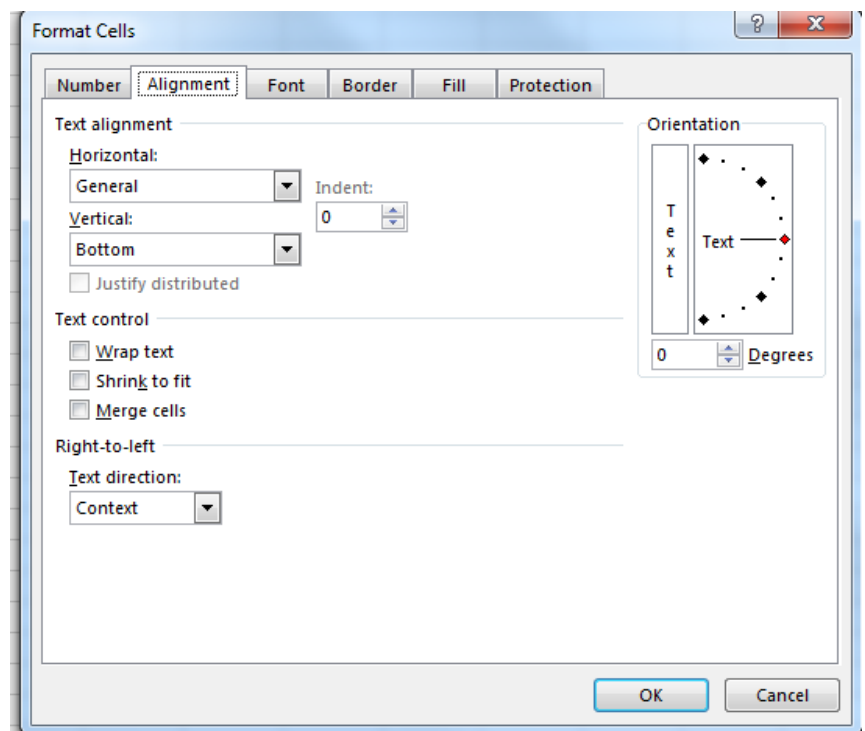 Format Cells
? X
Number Alignment Font Border Fill Protection
Text alignment
Horizontal:
General
Indent:
0
Vertical:
Bottom
Justify distributed
Text control
Wrap text
Shrink to fit
Merge cells
Right-to-left
Text direction:
Context
Orientation
T
e
x
t
Text
0 Degrees
OK Cancel